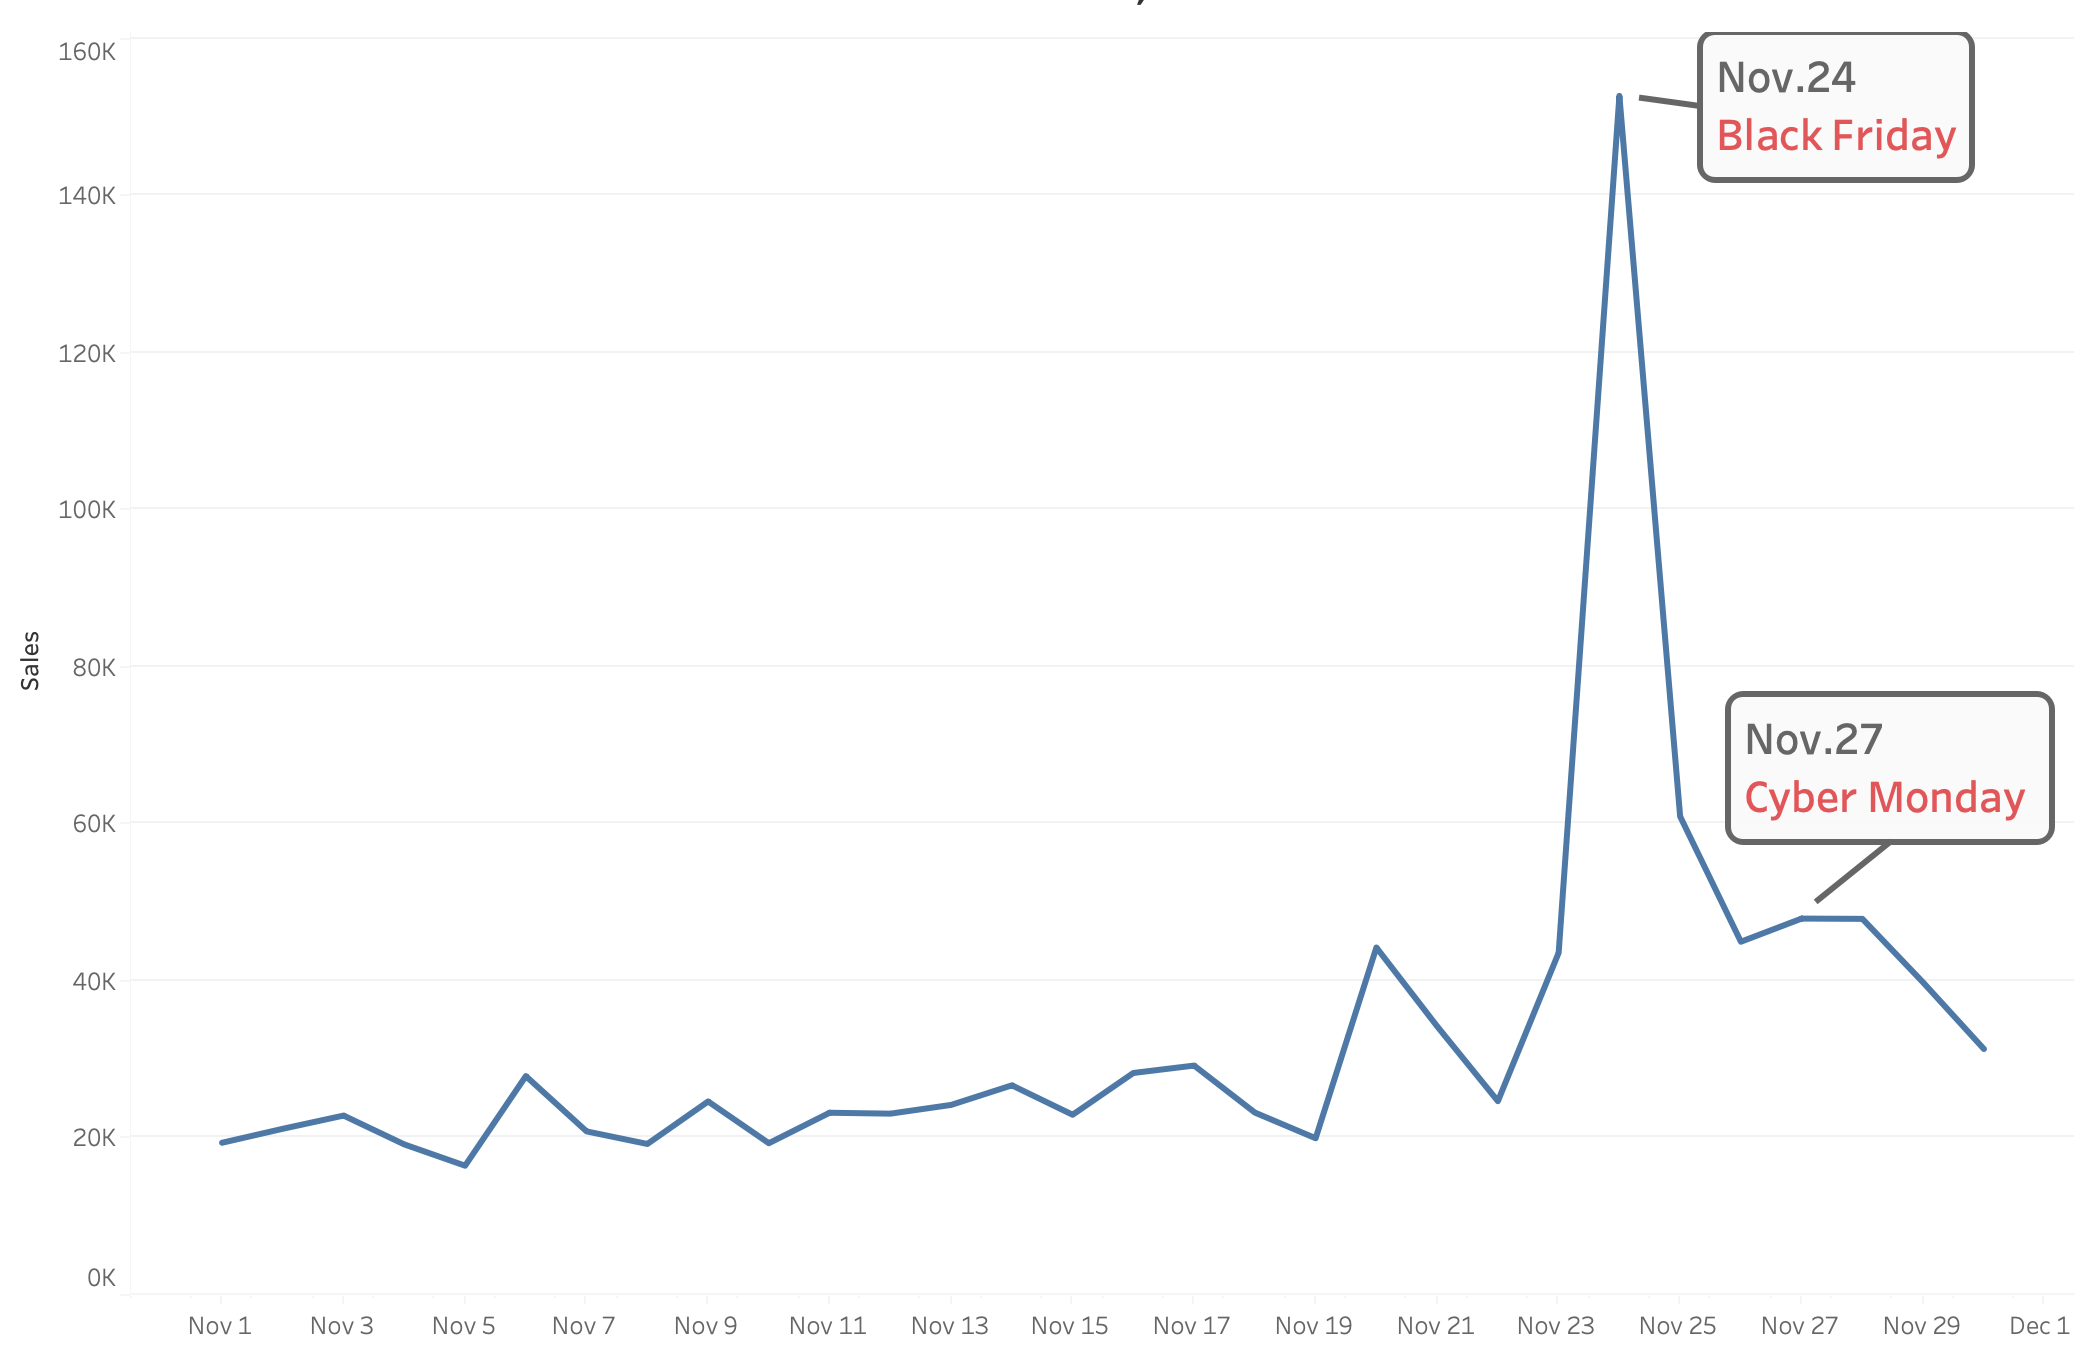 160K
140K
120K
100K
80K
60K
40K
20K
0K
Sales
Nov.24
Black Friday
Nov.27
Cyber Monday
Nov 1
Nov 3
Nov 5
Nov 7
Nov 9
Nov 11
Nov 13
Nov 15
Nov 17
Nov 19
Nov 21
Nov 23
Nov 25
Nov 27
Nov 29
Dec 1